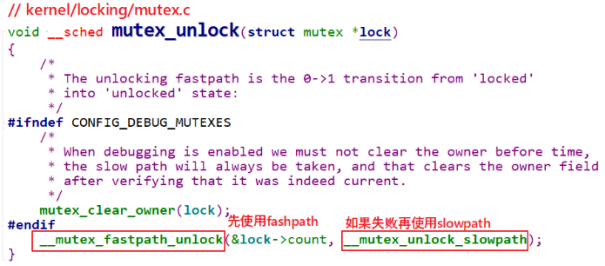 // kernel/locking/mutex.c
void __sched mutex_unlock(struct mutex *lock)
{
/*
* The unlocking fastpath is the 0->1 transition from 'locked'
* into 'unlocked' state:
*/
#ifndef CONFIG_DEBUG_MUTEXES
/*
* When debugging is enabled we must not clear the owner before time,
* the slow path will always be taken, and that clears the owner field
* after verifying that it was indeed current.
*/
mutex_clear_owner(lock);
#endif 先使用fashpath 如果失败再使用slowpath
__mutex_fastpath_unlock(&lock->count, __mutex_unlock_slowpath);
}